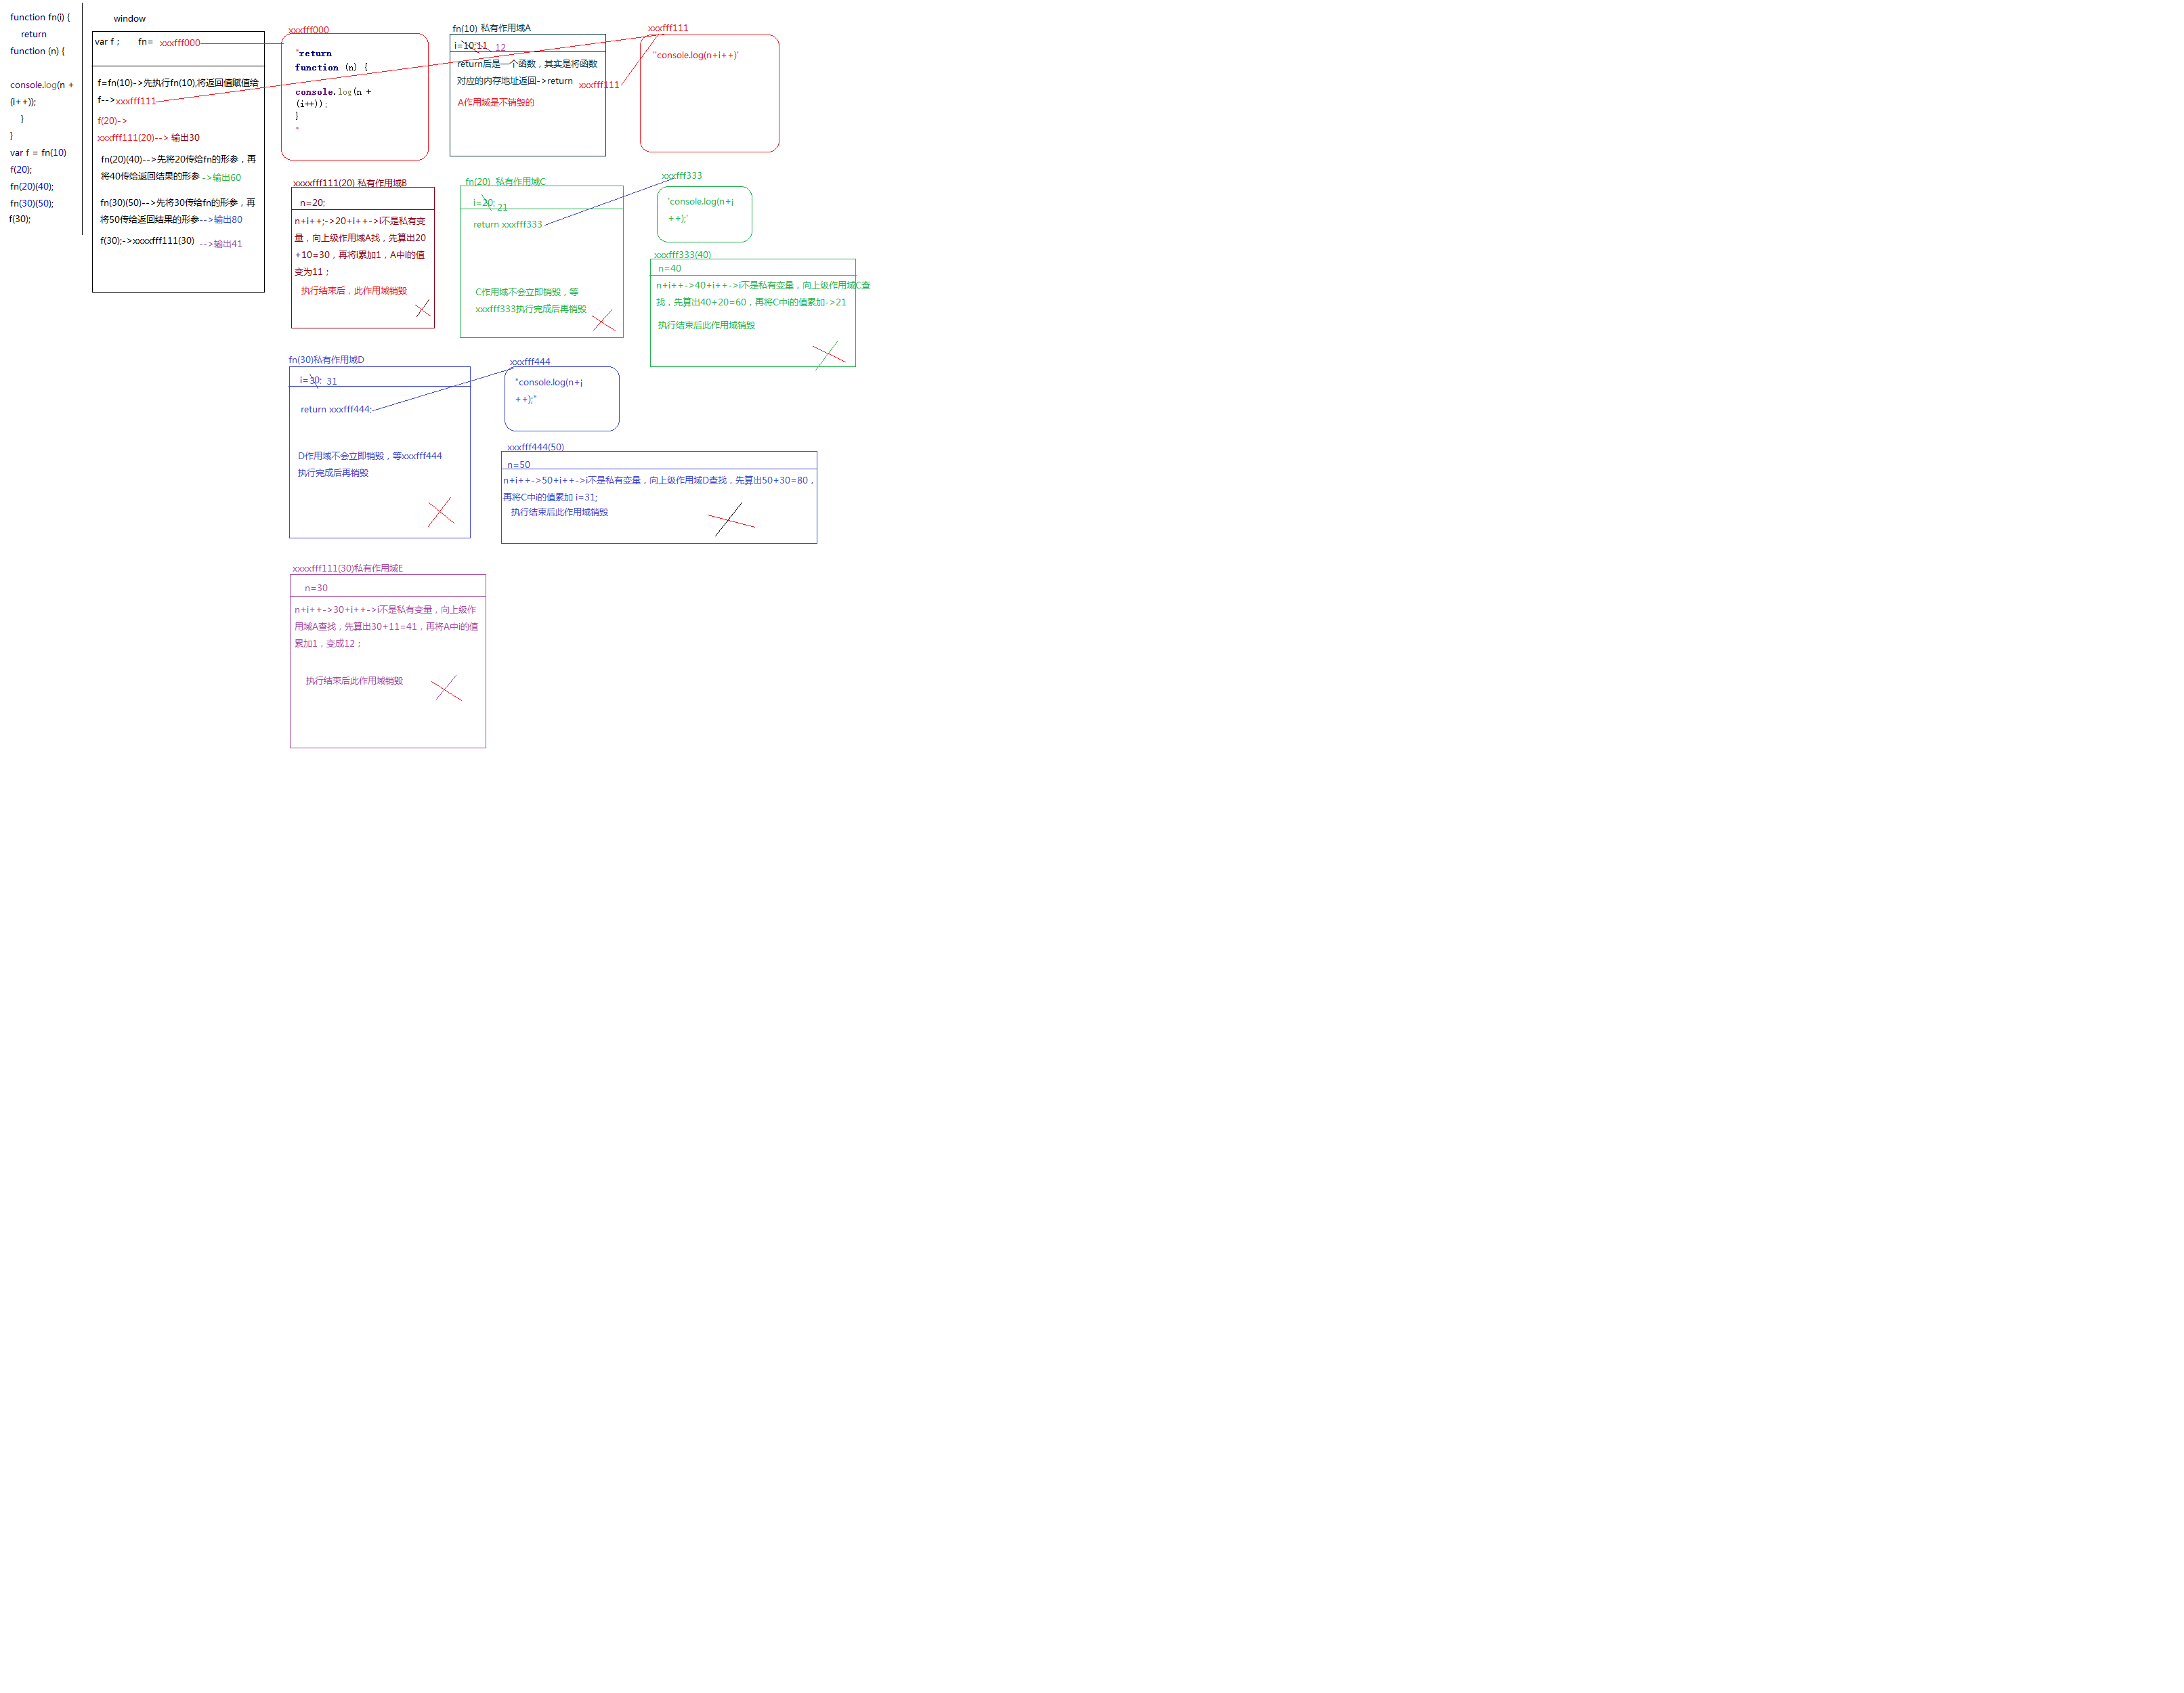 function fn(i) {
return
function (n) {
console.log(n +
(i++));
}
}
var f = fn(10)
f(20);
fn(20)(40);
fn(30)(50);
f(30);
window
var f ; fn= xxxfff000
f=fn(10)->先执行fn(10),将返回值赋值给
f-->xxxfff111
f(20)->
xxxfff111(20)--> 输出30
fn(20)(40)-->先将20传给fn的形参，再
将40传给返回结果的形参 ->输出60
fn(30)(50)-->先将30传给fn的形参，再
将50传给返回结果的形参-->输出80
f(30);->xxxxfff111(30) -->输出41
xxxfff000
"return
function (n) {
console.log(n +
(i++));
}
"
fn(10) 私有作用域A
i=10;11 12
return后是一个函数，其实是将函数
对应的内存地址返回->return xxxfff111
A作用域是不销毁的
xxxfff111
"console.log(n+i++)'
xxxxfff111(20) 私有作用域B
n=20;
n+i++;->20+i++->i不是私有变
量，向上级作用域A找，先算出20
+10=30，再将i累加1，A中i的值
变为11；
执行结束后，此作用域销毁
fn(20) 私有作用域C
i=20; 21
return xxxfff333
C作用域不会立即销毁，等
xxxfff333执行完成后再销毁
xxxfff333
'console.log(n+i
++);'
xxxfff333(40)
n=40
n+i++->40+i++->i不是私有变量，向上级作用域C查
找，先算出40+20=60，再将C中i的值累加->21
执行结束后此作用域销毁
fn(30)私有作用域D
i=30; 31
return xxxfff444;
D作用域不会立即销毁，等xxxfff444
执行完成后再销毁
xxxfff444
"console.log(n+i
++);"
xxxfff444(50)
n=50
n+i++->50+i++->i不是私有变量，向上级作用域D查找，先算出50+30=80，
再将C中i的值累加 i=31;
执行结束后此作用域销毁
xxxxfff111(30)私有作用域E
n=30
n+i++->30+i++->i不是私有变量，向上级作
用域A查找，先算出30+11=41，再将A中i的值
累加1，变成12；
执行结束后此作用域销毁